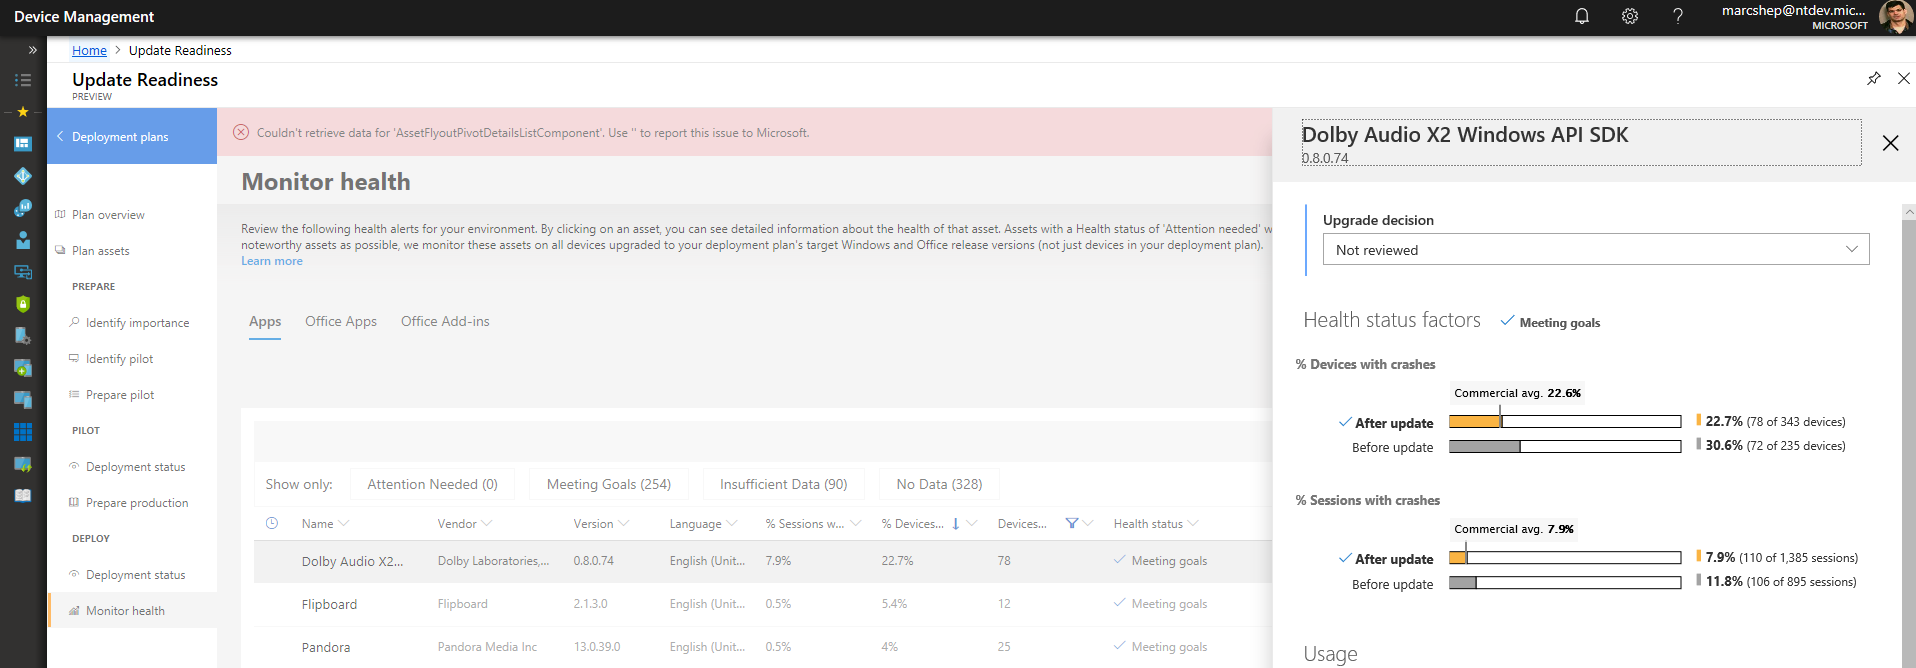 Device Management
marcshep@ntdev.mic...
MICROSOFT
Home > Update Readiness
Update Readiness
PREVIEW
Deployment plans
Plan overview
Plan assets
PREPARE
Identify importance
Identify pilot
Prepare pilot
PILOT
Deployment status
Prepare production
DEPLOY
Deployment status
Monitor health
Couldn't retrieve data for 'AssetFlyoutPivotDetailsListComponent'. Use '' to report this issue to Microsoft.
Monitor health
Review the following health alerts for your environment. By clicking on an asset, you can see detailed information about the health of that asset. Assets with a Health status of 'Attention needed' w
noteworthy assets as possible, we monitor these assets on all devices upgraded to your deployment plan's target Windows and Office release versions (not just devices in your deployment plan).
Learn more
Apps Office Apps Office Add-ins
Show only: Attention Needed (0) Meeting Goals (254) Insufficient Data (90) No Data (328)
Name Vendor Version Language % Sessions w... % Devices... Devices... Health status
Dolby Audio X2... Dolby Laboratories,... 0.8.0.74 English (Unit... 7.9% 22.7% 78 Meeting goals
Flipboard Flipboard 2.1.3.0 English (Unit... 0.5% 5.4% 12 Meeting goals
Pandora Pandora Media Inc 13.0.39.0 English (Unit... 0.5% 4% 25 Meeting goals
Dolby Audio X2 Windows API SDK
0.8.0.74
Upgrade decision
Not reviewed
Health status factors Meeting goals
% Devices with crashes
Commercial avg. 22.6%
After update 22.7% (78 of 343 devices)
Before update 30.6% (72 of 235 devices)
% Sessions with crashes
Commercial avg. 7.9%
After update 7.9% (110 of 1,385 sessions)
Before update 11.8% (106 of 895 sessions)
Usage